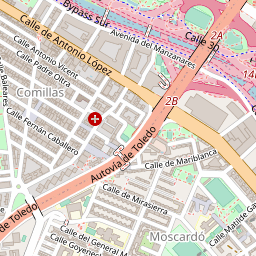 Bypass sur
Calle 30
Avenida del Manzanares
Calle de Antonio López
2A
Calle Antonio Vicent
Calle Padre Oltra
Comillas
2B
Baleares
Calle Fernán Caballero
Autovía de Toledo
Calle de Mariblanca
Calle de Mirasierra
de Toledo
Calle Matilde
Moscardó
Calle del General
Calle Goyeneche